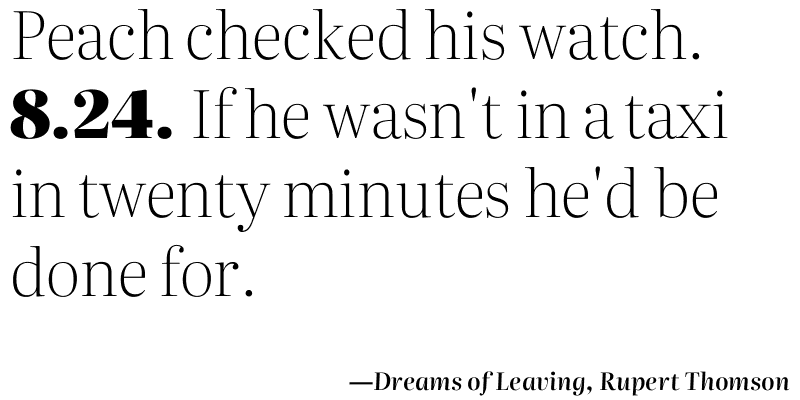 Peach checked his watch.
8.24. If he wasn't in a taxi
in twenty minutes he'd be
done for.
—Dreams of Leaving, Rupert Thomson